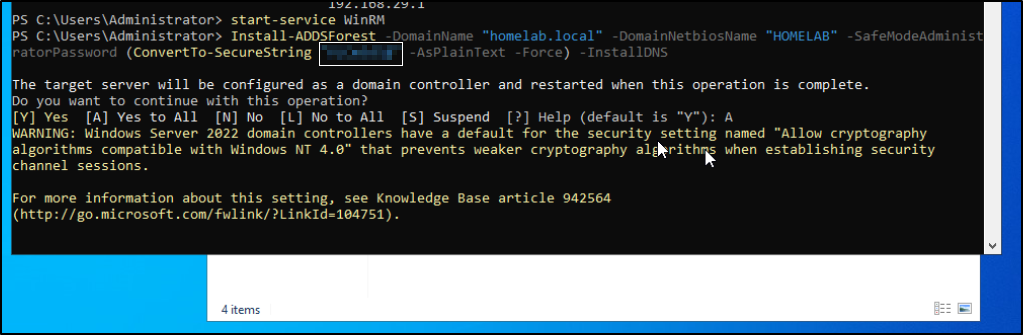 192.168.29.1
PS C:\Users\Administrator> start-service WinRM
PS C:\Users\Administrator> Install-ADDSForest -DomainName "homelab.local" -DomainNetbiosName "HOMELAB" -SafeModeAdminist
ratorPassword (ConvertTo-SecureString -AsPlainText -Force) -InstallDNS
The target server will be configured as a domain controller and restarted when this operation is complete.
Do you want to continue with this operation?
[Y] Yes  [A] Yes to All  [N] No  [L] No to All  [S] Suspend  [?] Help (default is "Y"): A
WARNING: Windows Server 2022 domain controllers have a default for the security setting named "Allow cryptography
algorithms compatible with Windows NT 4.0" that prevents weaker cryptography algorithms when establishing security
channel sessions.
For more information about this setting, see Knowledge Base article 942564
(http://go.microsoft.com/fwlink/?LinkId=104751).
4 items